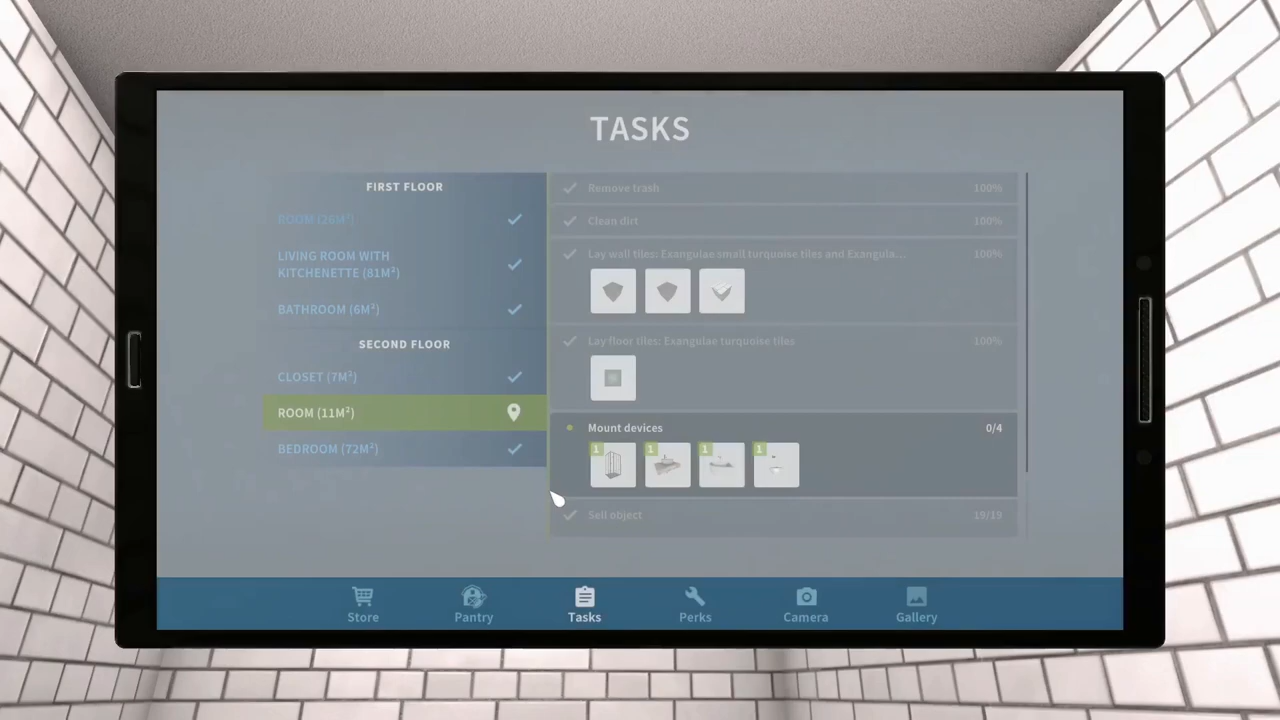 TASKS
FIRST FLOOR
ROOM (26M²)
LIVING ROOM WITH
KITCHENETTE (81M²)
BATHROOM (6M²)
SECOND FLOOR
CLOSET (7M²)
ROOM (11M²)
BEDROOM (72M²)
Remove trash 100%
Clean dirt 100%
Lay wall tiles: Exangulae small turquoise tiles and Exangula... 100%
Lay floor tiles: Exangulae turquoise tiles 100%
Mount devices 0/4
1 1 1 1
Sell object 19/19
Store Pantry Tasks Perks Camera Gallery